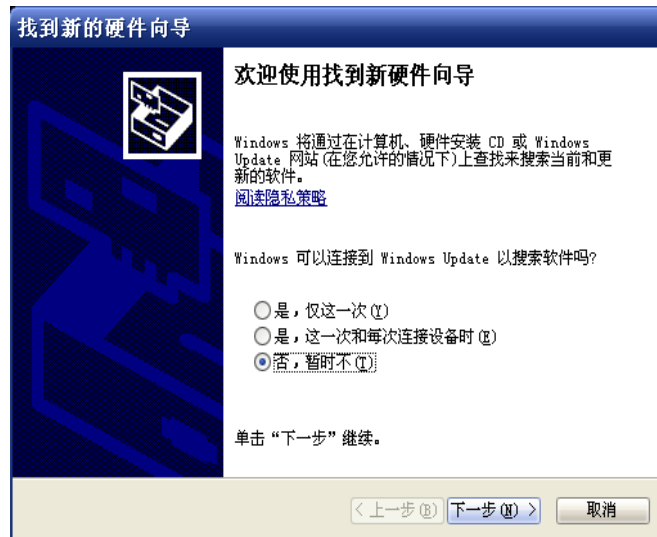 找到新的硬件向导
欢迎使用找到新硬件向导
Windows 将通过在计算机、硬件安装 CD 或 Windows
Update 网站(在您允许的情况下)上查找来搜索当前和更
新的软件。
阅读隐私策略
Windows 可以连接到 Windows Update 以搜索软件吗?
是，仅这一次(Y)
是，这一次和每次连接设备时(E)
否，暂时不(T)
单击“下一步”继续。
< 上一步(B) 下一步(N) > 取消